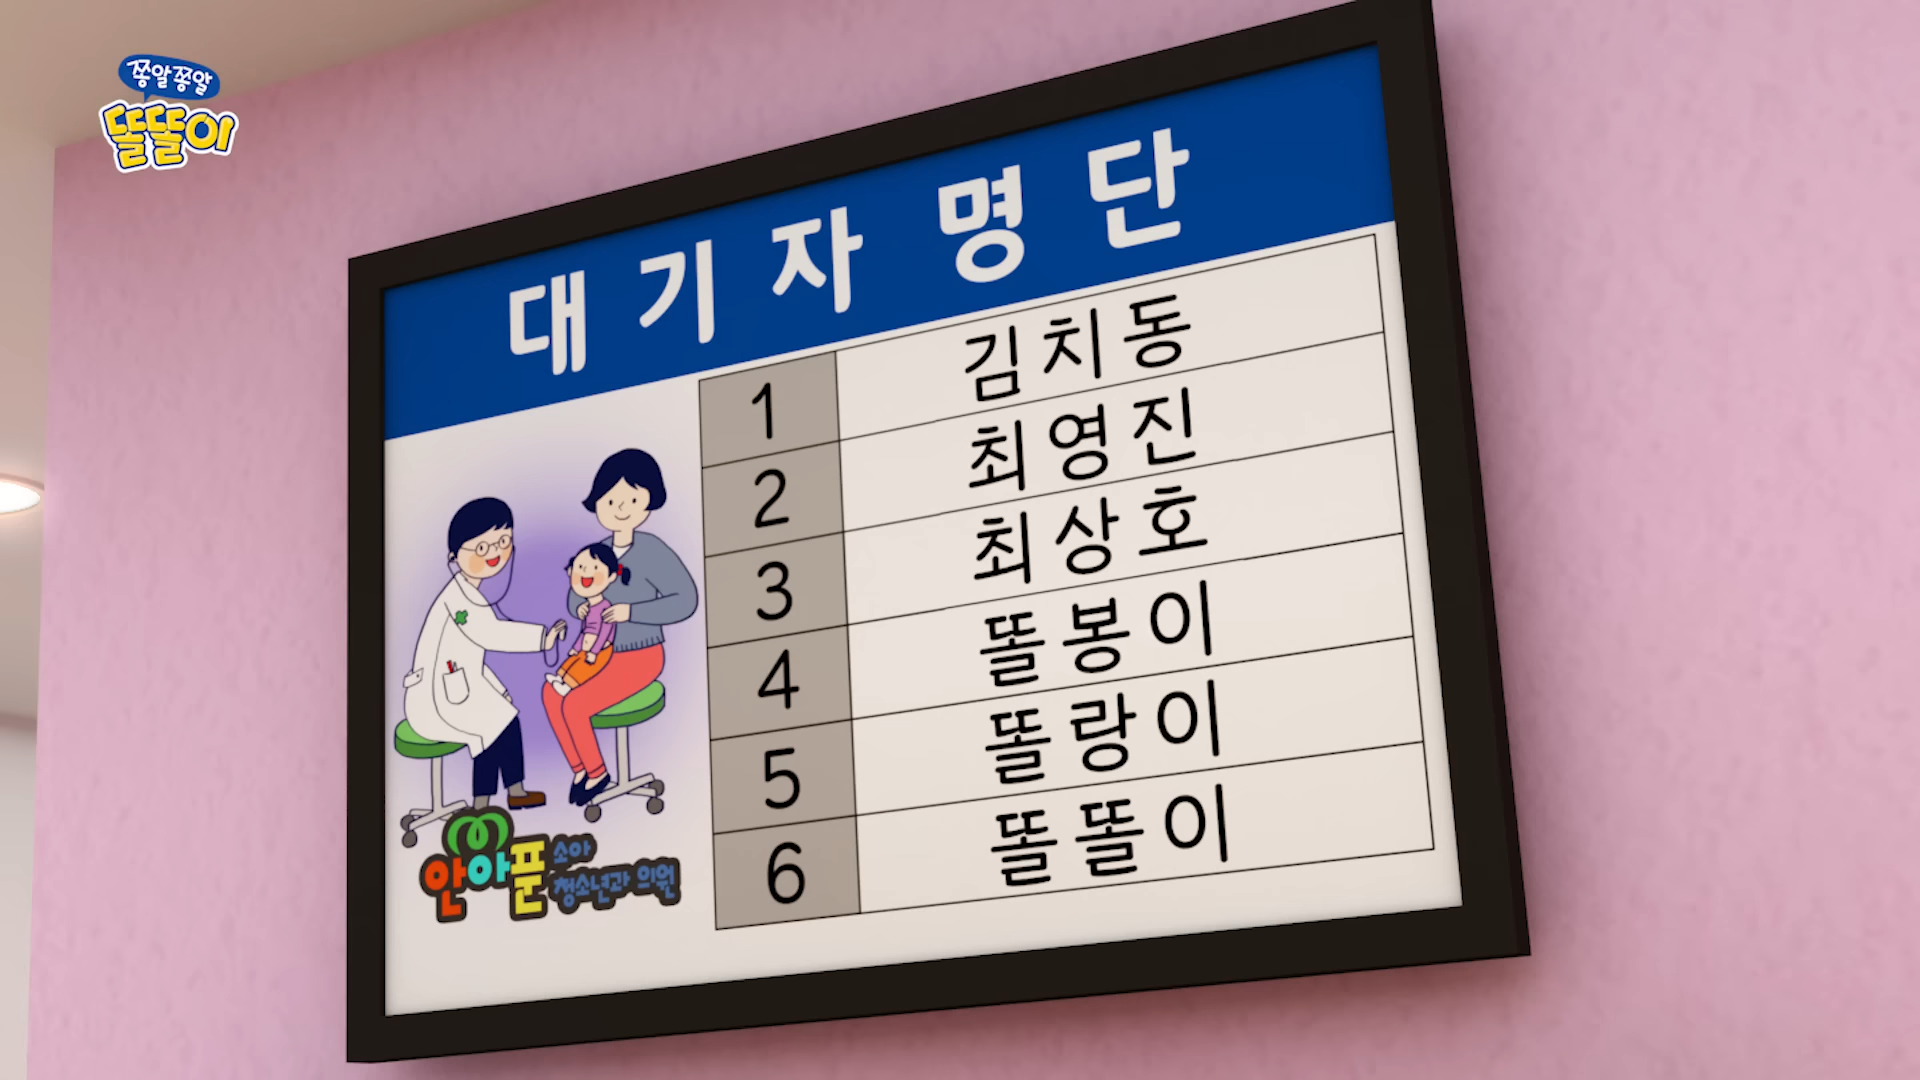 쫑알쫑알
똘똘이
대기자 명단
1 김치동
2 최영진
3 최상호
4 똘봉이
5 똘랑이
6 똘똘이
안아푼 소아
청소년과 의원